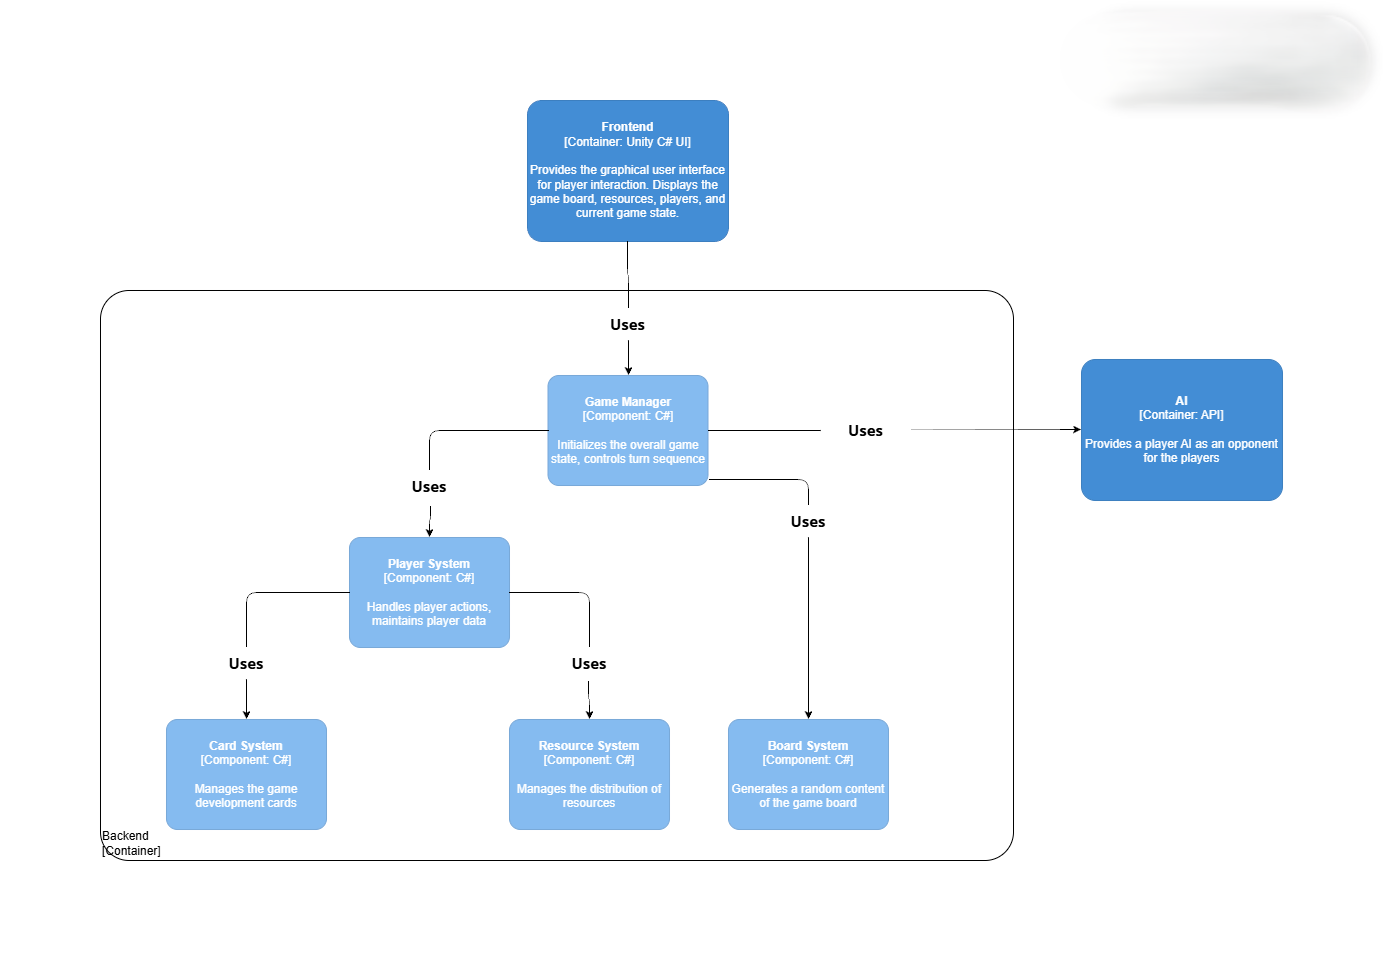 Frontend
[Container: Unity C# UI]
Provides the graphical user interface
for player interaction. Displays the
game board, resources, players, and
current game state.
Uses
Game Manager
[Component: C#]
Initializes the overall game
state, controls turn sequence
Uses
AI
[Container: API]
Provides a player AI as an opponent
for the players
Uses
Uses
Player System
[Component: C#]
Handles player actions,
maintains player data
Uses
Uses
Card System
[Component: C#]
Manages the game
development cards
Resource System
[Component: C#]
Manages the distribution of
resources
Board System
[Component: C#]
Generates a random content
of the game board
Backend
[Container]